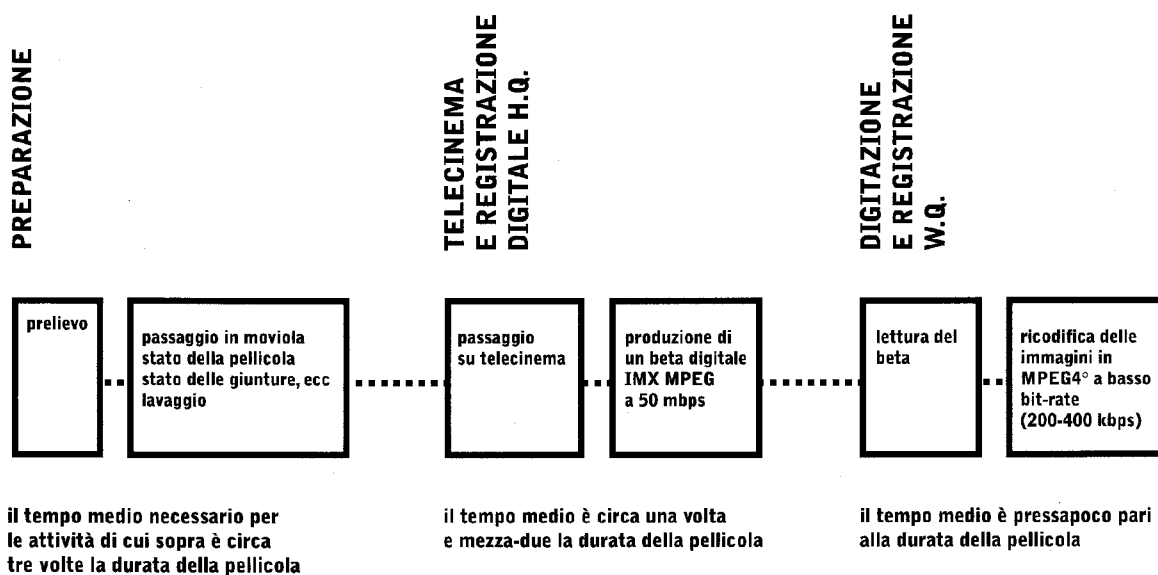 PREPARAZIONE
TELECINEMA
E REGISTRAZIONE
DIGITALE H.Q.
DIGITAZIONE
E REGISTRAZIONE
W.Q.
prelievo
passaggio in moviola
stato della pellicola
stato delle giunture, ecc
lavaggio
passaggio
su telecinema
produzione di
un beta digitale
IMX MPEG
a 50 mbps
lettura del
beta
ricodifica delle
immagini in
MPEG4° a basso
bit-rate
(200-400 kbps)
il tempo medio necessario per
le attività di cui sopra è circa
tre volte la durata della pellicola
il tempo medio è circa una volta
e mezza-due la durata della pellicola
il tempo medio è pressapoco pari
alla durata della pellicola